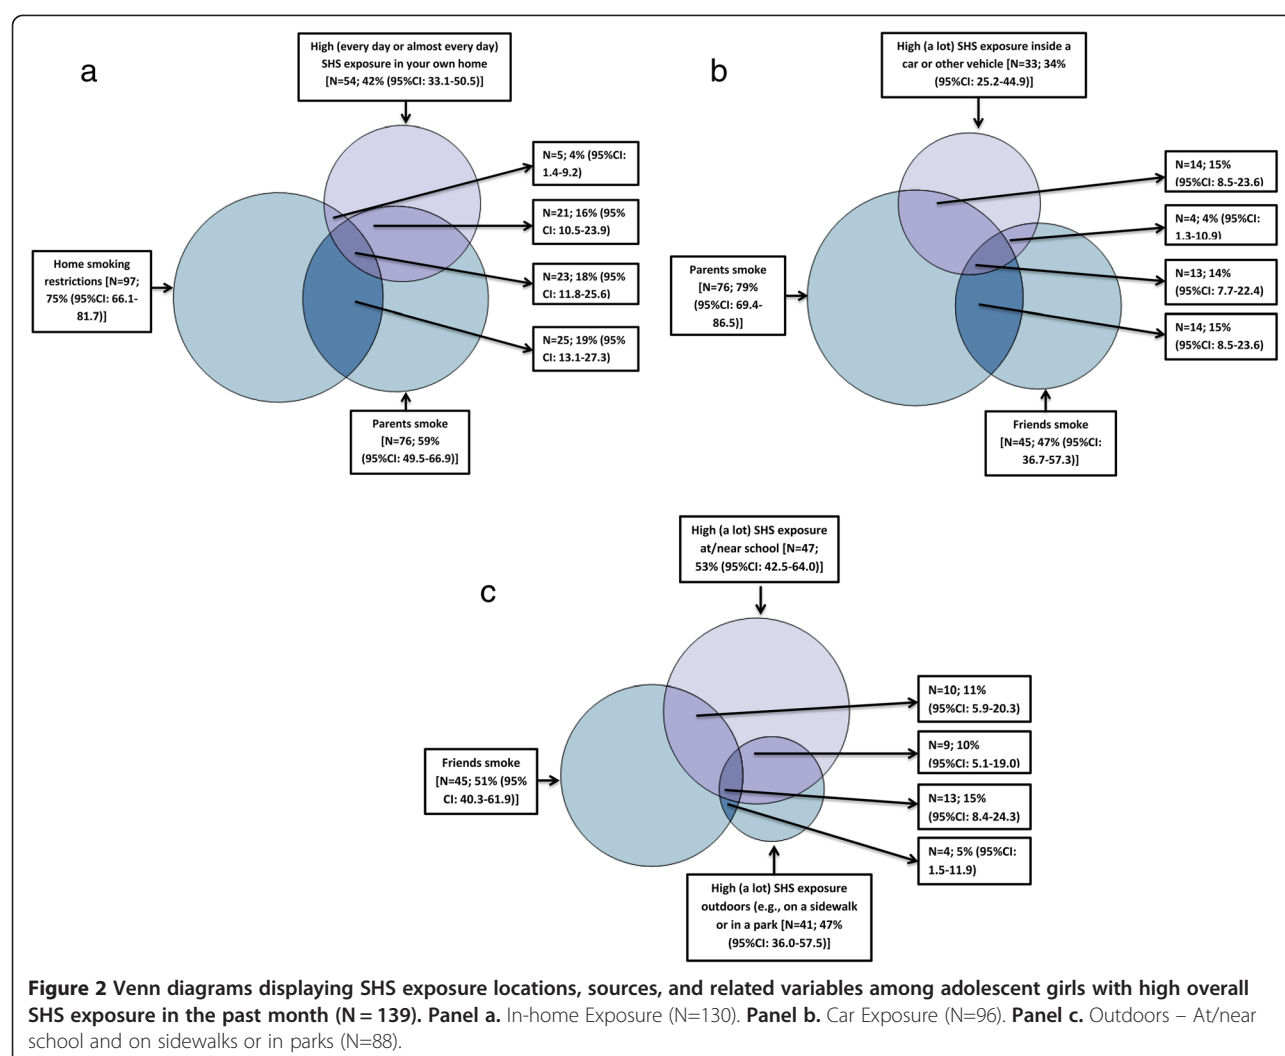 a
High (every day or almost every day)
SHS exposure in your own home
[N=54; 42% (95%CI: 33.1-50.5)]
N=5; 4% (95%CI:
1.4-9.2)
N=21; 16% (95%
CI: 10.5-23.9)
N=23; 18% (95%
CI: 11.8-25.6)
N=25; 19% (95%
CI: 13.1-27.3)
Home smoking
restrictions [N=97;
75% (95%CI: 66.1-
81.7)]
Parents smoke
[N=76; 59%
(95%CI: 49.5-66.9)]
b
High (a lot) SHS exposure inside a
car or other vehicle [N=33; 34%
(95%CI: 25.2-44.9)]
N=14; 15%
(95%CI: 8.5-23.6)
N=4; 4% (95%CI:
1.3-10.9)
N=13; 14%
(95%CI: 7.7-22.4)
N=14; 15%
(95%CI: 8.5-23.6)
Parents smoke
[N=76; 79%
(95%CI: 69.4-
86.5)]
Friends smoke
[N=45; 47% (95%CI:
36.7-57.3)]
c
High (a lot) SHS exposure
at/near school [N=47;
53% (95%CI: 42.5-64.0)]
N=10; 11%
(95%CI: 5.9-20.3)
N=9; 10%
(95%CI: 5.1-19.0)
N=13; 15%
(95%CI: 8.4-24.3)
N=4; 5% (95%CI:
1.5-11.9)
Friends smoke
[N=45; 51% (95%
CI: 40.3-61.9)]
High (a lot) SHS exposure
outdoors (e.g., on a sidewalk
or in a park [N=41; 47%
(95%CI: 36.0-57.5)]
Figure 2 Venn diagrams displaying SHS exposure locations, sources, and related variables among adolescent girls with high overall
SHS exposure in the past month (N = 139). Panel a. In-home Exposure (N=130). Panel b. Car Exposure (N=96). Panel c. Outdoors – At/near
school and on sidewalks or in parks (N=88).